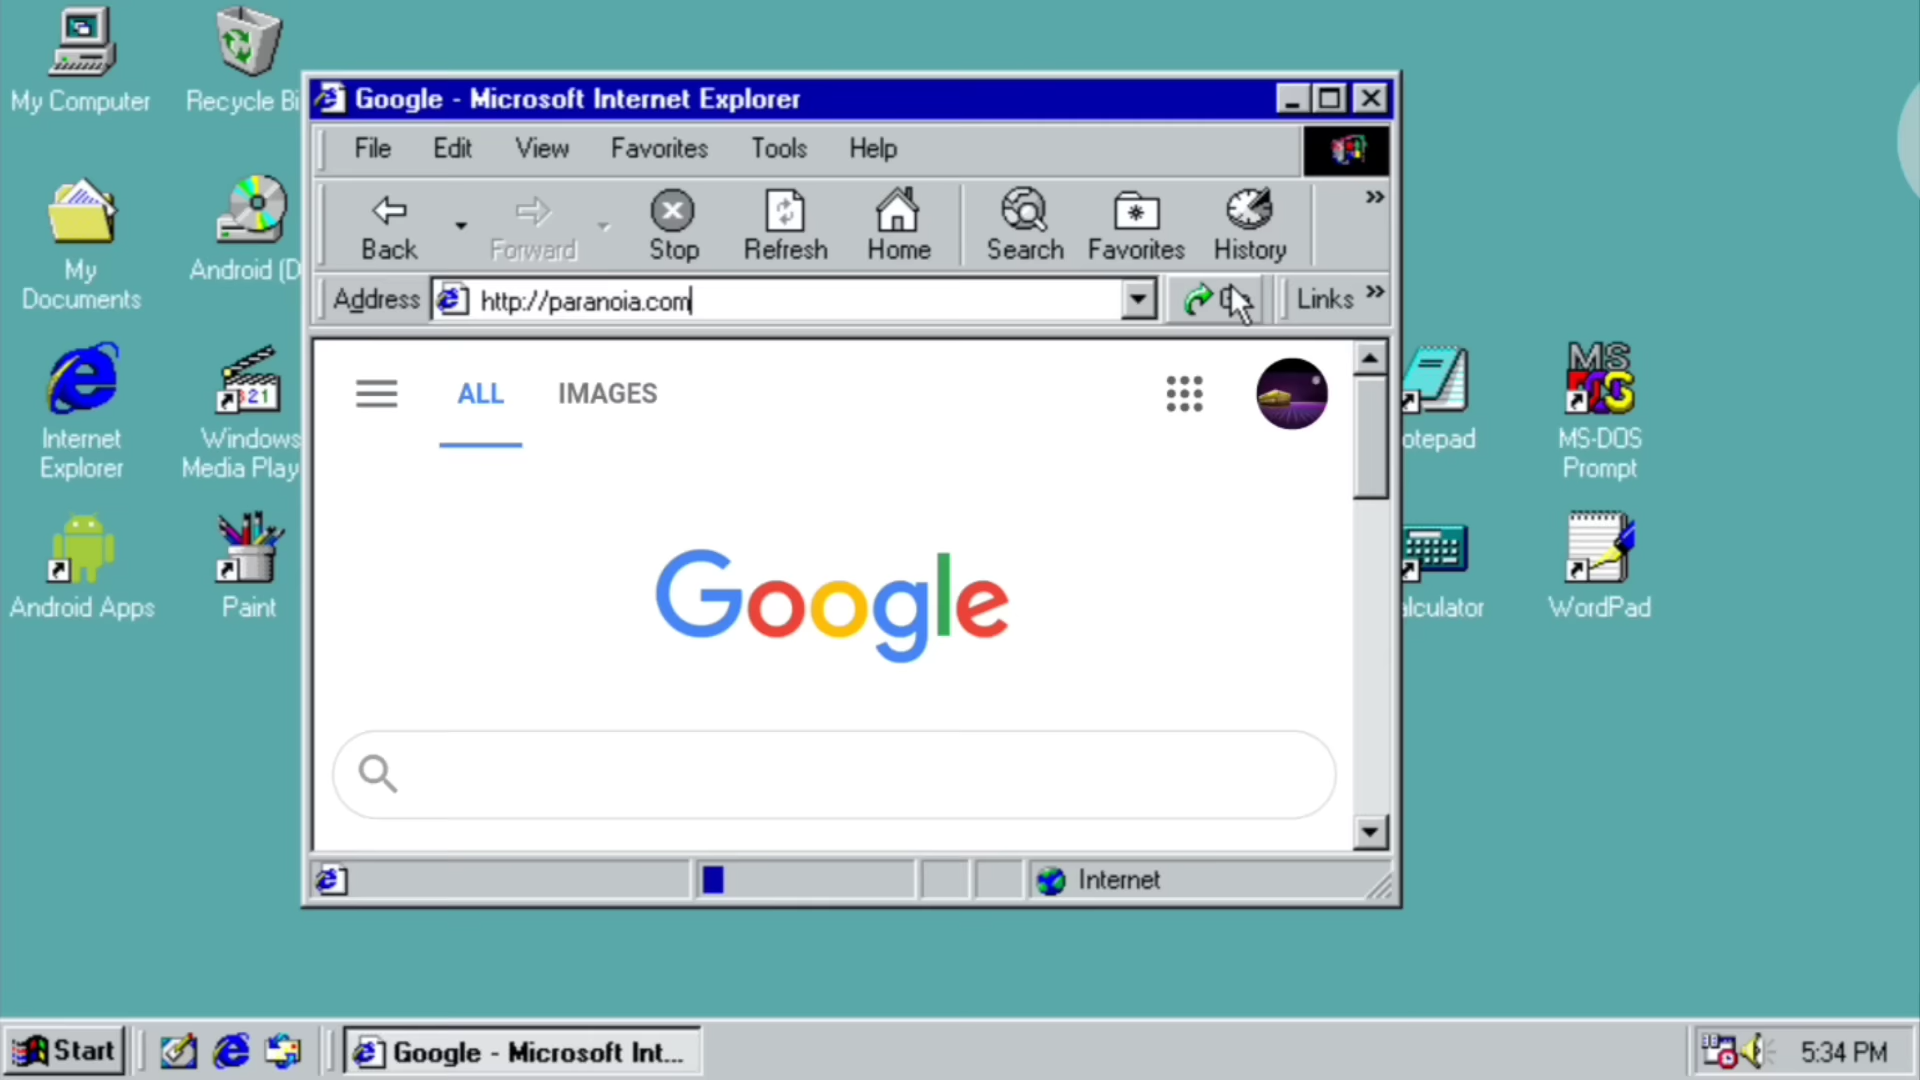 My Computer
Recycle Bi
My
Documents
Android (D
Internet
Explorer
Windows
Media Play
Android Apps
Paint
Google - Microsoft Internet Explorer
File Edit View Favorites Tools Help
Back Forward Stop Refresh Home Search Favorites History »
Address http://paranoia.com Links »
ALL IMAGES
Google
Internet
otepad
MS-DOS
Prompt
alculator
WordPad
Start Google - Microsoft Int... 5:34 PM